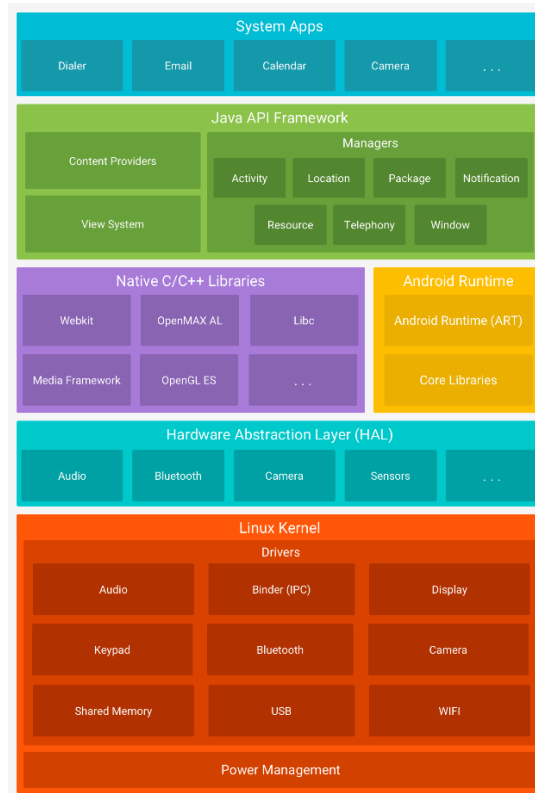 System Apps
Dialer
Email
Calendar
Camera
. . .
Java API Framework
Content Providers
View System
Managers
Activity
Location
Package
Notification
Resource
Telephony
Window
Native C/C++ Libraries
Webkit
OpenMAX AL
Libc
Media Framework
OpenGL ES
. . .
Android Runtime
Android Runtime (ART)
Core Libraries
Hardware Abstraction Layer (HAL)
Audio
Bluetooth
Camera
Sensors
. . .
Linux Kernel
Drivers
Audio
Binder (IPC)
Display
Keypad
Bluetooth
Camera
Shared Memory
USB
WIFI
Power Management